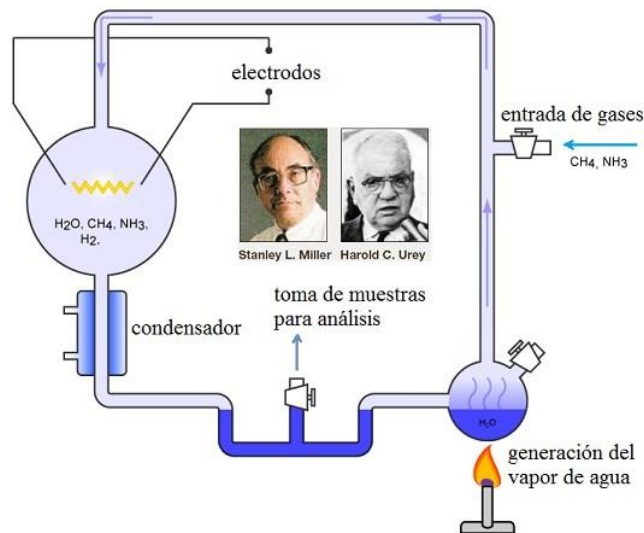 electrodos
entrada de gases
CH4, NH3
H2O, CH4, NH3,
H2,
Stanley L. Miller
Harold C. Urey
toma de muestras
para análisis
condensador
H2O
generación del
vapor de agua